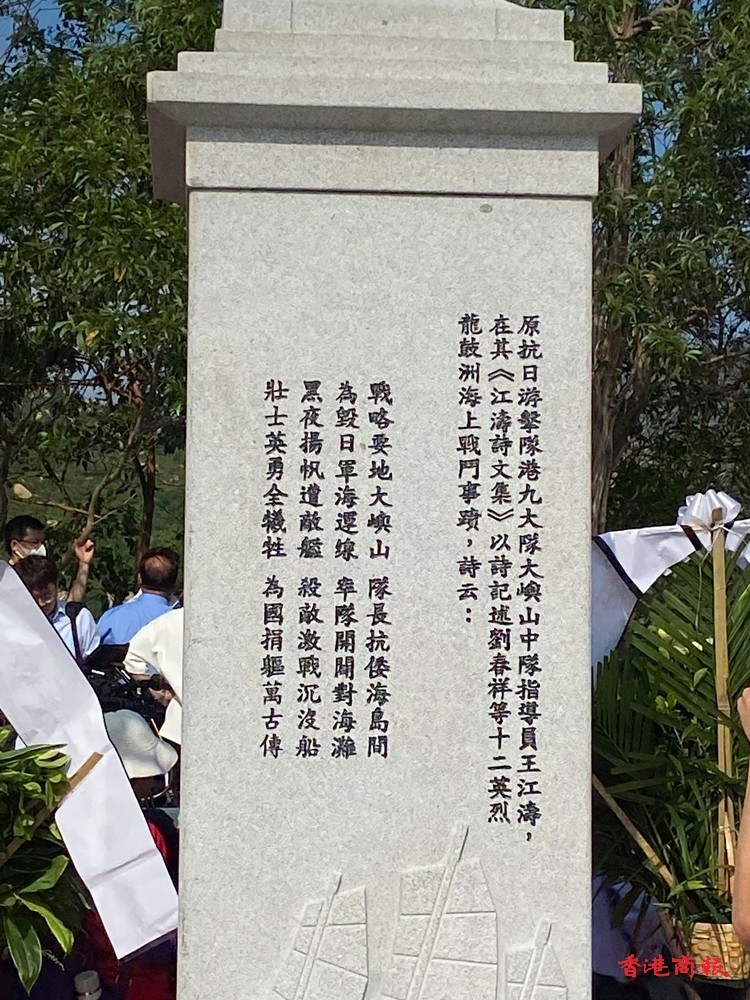 原抗日游擊隊港九大隊大嶼山中隊指導員王江濤，
在其《江濤詩文集》以詩記述劉春祥等十二英烈
龍鼓洲海上戰鬥事蹟，詩云：
戰略要地大嶼山 隊長抗倭海島間
為毀日軍海運線 率隊開闢對海灘
黑夜揚帆遭敵艦 殺敵激戰沉沒船
壯士英勇全犧牲 為國捐軀萬古傳
香港商報